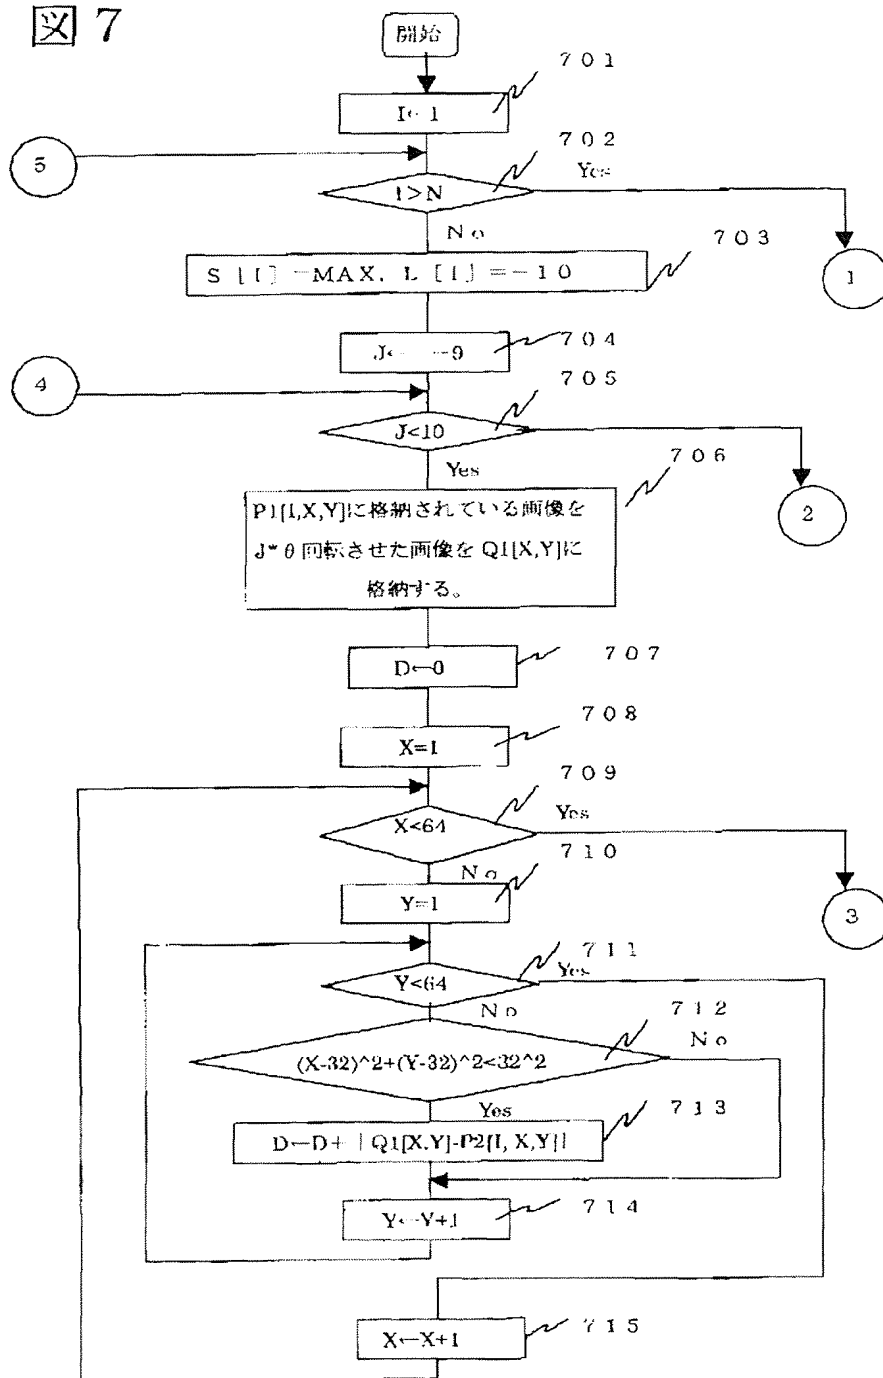 図 7
開始
701
I←1
5
702
Yes
I>N
No
703
S [I] =MAX, L [I] =-10
1
704
J← -9
4
705
J<10
Yes
706
2
P1[I,X,Y]に格納されている画像を
J*θ回転させた画像を Q1[X,Y]に
格納する。
707
D←0
708
X=1
709
Yes
X<64
710
No
Y=1
3
711
Yes
Y<64
No
712
No
(X-32)^2+(Y-32)^2<32^2
Yes
713
D←D+ |Q1[X,Y]-P2[I, X,Y]|
714
Y←Y+1
715
X←X+1